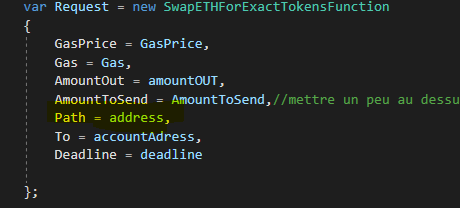 var Request = new SwapETHForExactTokensFunction
{
GasPrice = GasPrice,
Gas = Gas,
AmountOut = amountOUT,
AmountToSend = AmountToSend,//mettre un peu au dessu
Path = address,
To = accountAdress,
Deadline = deadline
};